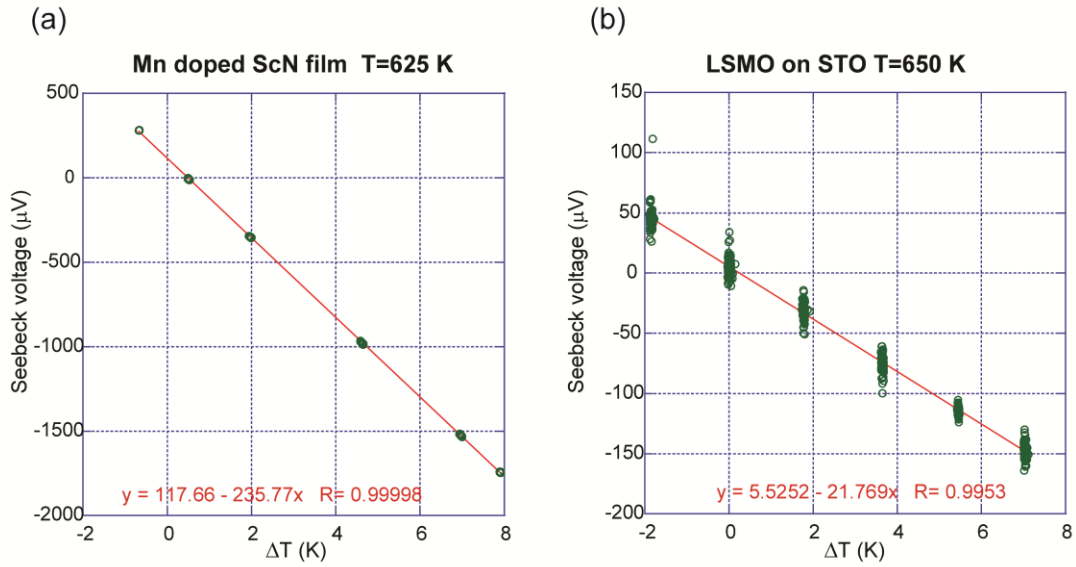 (a)
Mn doped ScN film T=625 K
Seebeck voltage (μV)
500
0
-500
-1000
-1500
-2000
y = 117.66 - 235.77x R= 0.99998
-2 0 2 4 6 8
ΔT (K)
(b)
LSMO on STO T=650 K
Seebeck voltage (μV)
150
100
50
0
-50
-100
-150
-200
y = 5.5252 - 21.769x R= 0.9953
-2 0 2 4 6 8
ΔT (K)